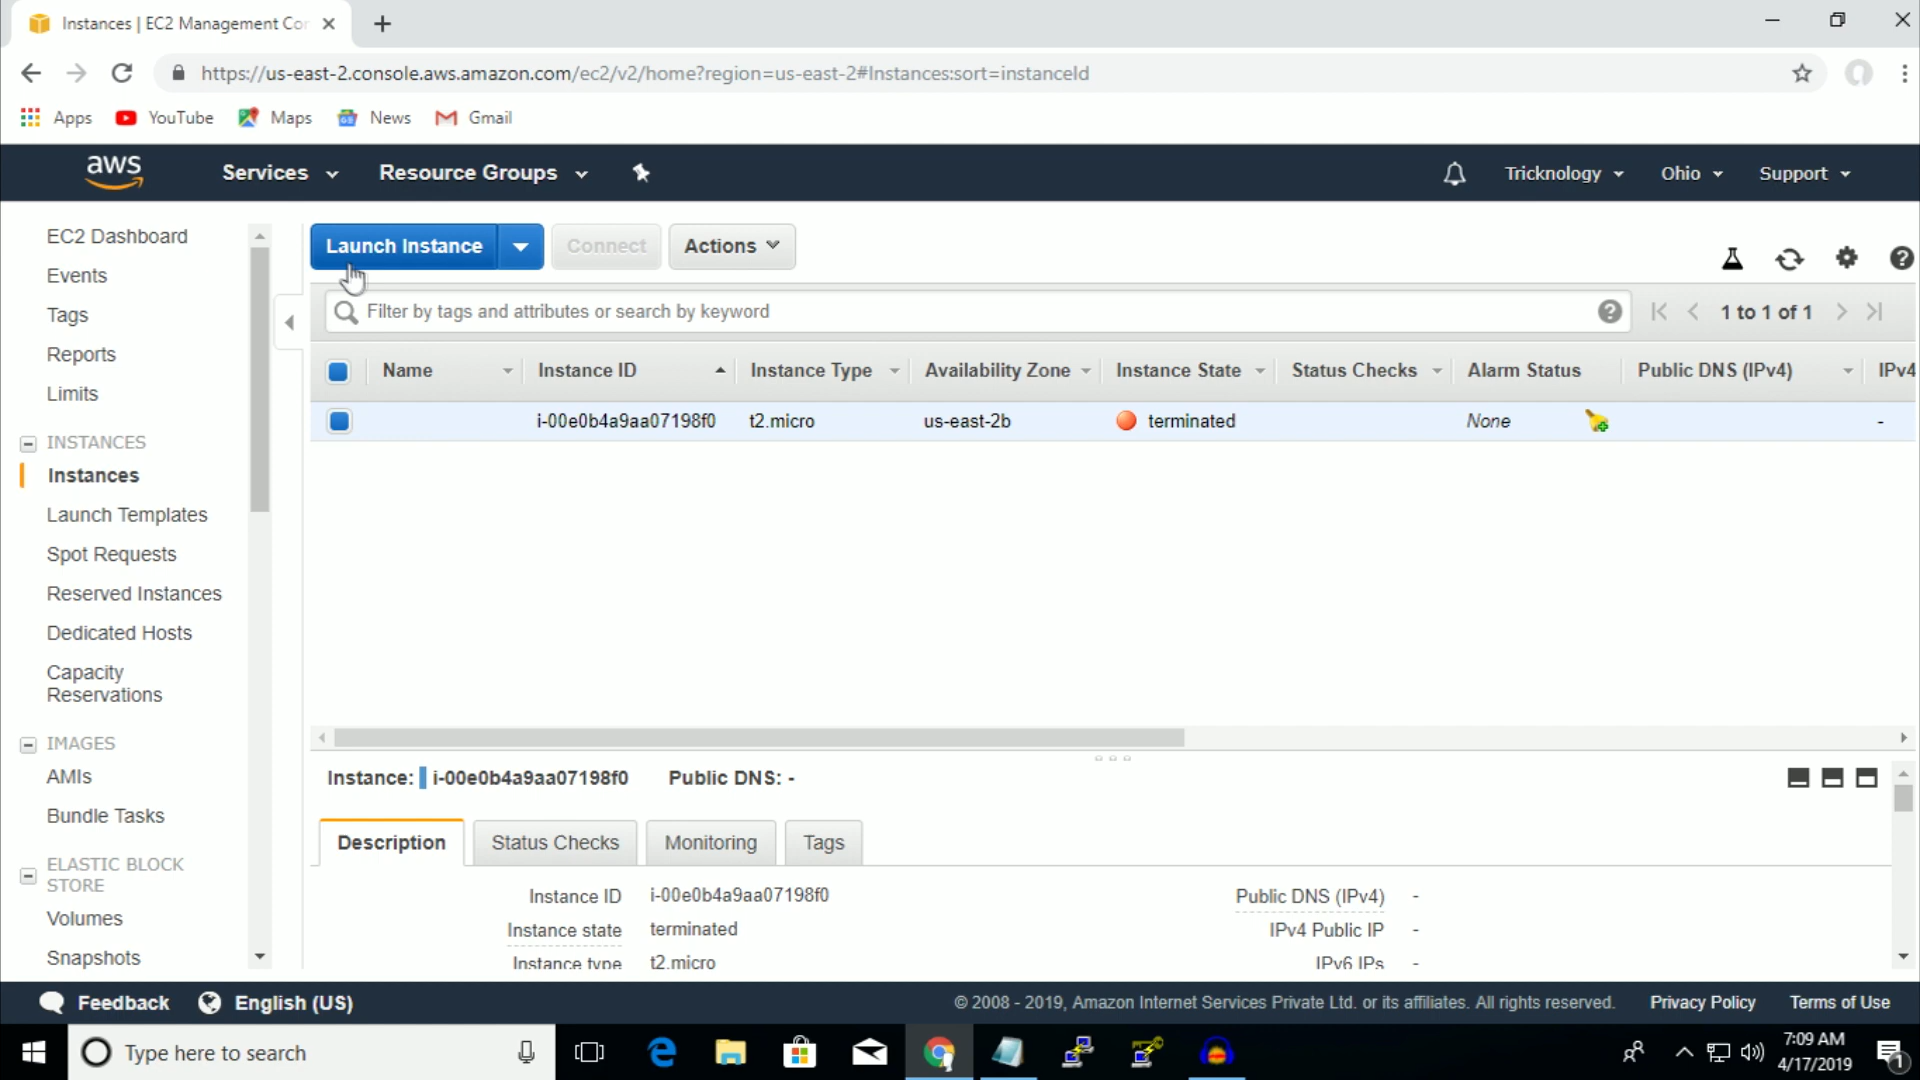 Instances | EC2 Management Co
https://us-east-2.console.aws.amazon.com/ec2/v2/home?region=us-east-2#Instances:sort=instanceId
Apps YouTube Maps News Gmail
aws Services Resource Groups Tricknology Ohio Support
EC2 Dashboard
Events
Tags
Reports
Limits
INSTANCES
Instances
Launch Templates
Spot Requests
Reserved Instances
Dedicated Hosts
Capacity
Reservations
IMAGES
AMIs
Bundle Tasks
ELASTIC BLOCK
STORE
Volumes
Snapshots
Launch Instance Connect Actions
Filter by tags and attributes or search by keyword 1 to 1 of 1
Name Instance ID Instance Type Availability Zone Instance State Status Checks Alarm Status Public DNS (IPv4) IPv4
i-00e0b4a9aa07198f0 t2.micro us-east-2b terminated None -
Instance: i-00e0b4a9aa07198f0 Public DNS: -
Description Status Checks Monitoring Tags
Instance ID i-00e0b4a9aa07198f0 Public DNS (IPv4) -
Instance state terminated IPv4 Public IP -
Instance type t2.micro IPv6 IPs -
Feedback English (US) © 2008 - 2019, Amazon Internet Services Private Ltd. or its affiliates. All rights reserved. Privacy Policy Terms of Use
Type here to search
7:09 AM
4/17/2019
1